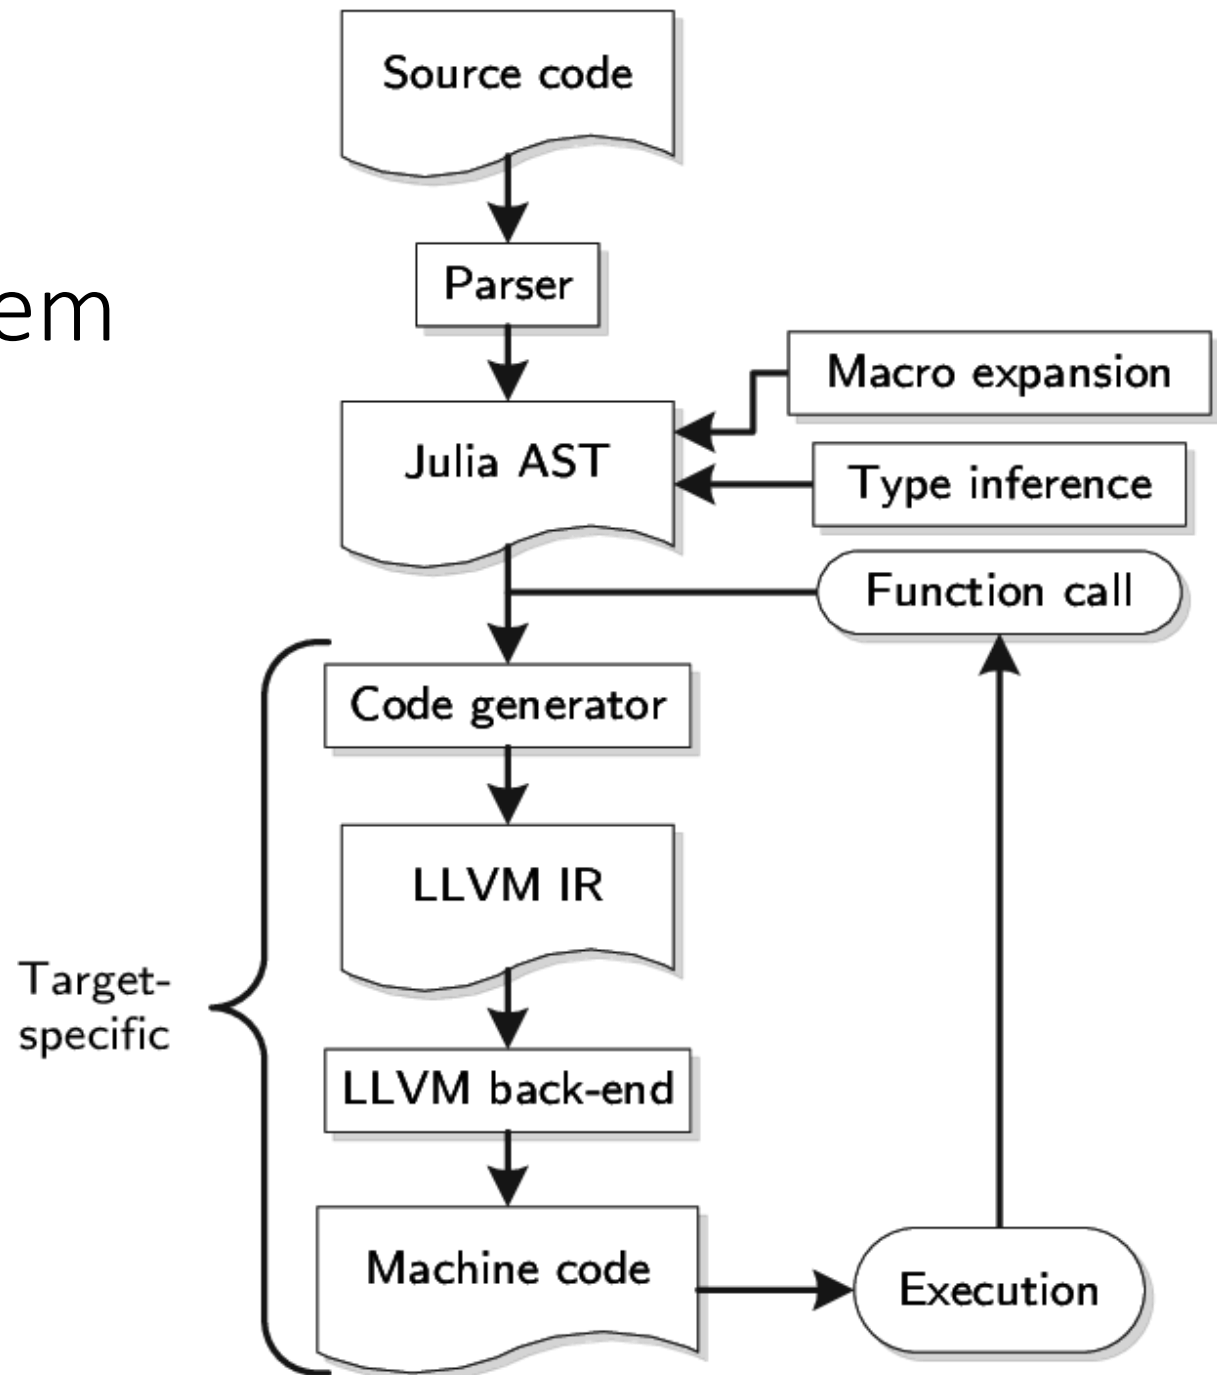 Source code
Parser
em
Macro expansion
Julia AST
Type inference
Function call
Code generator
LLVM IR
Target-
specific
LLVM back-end
Machine code
Execution